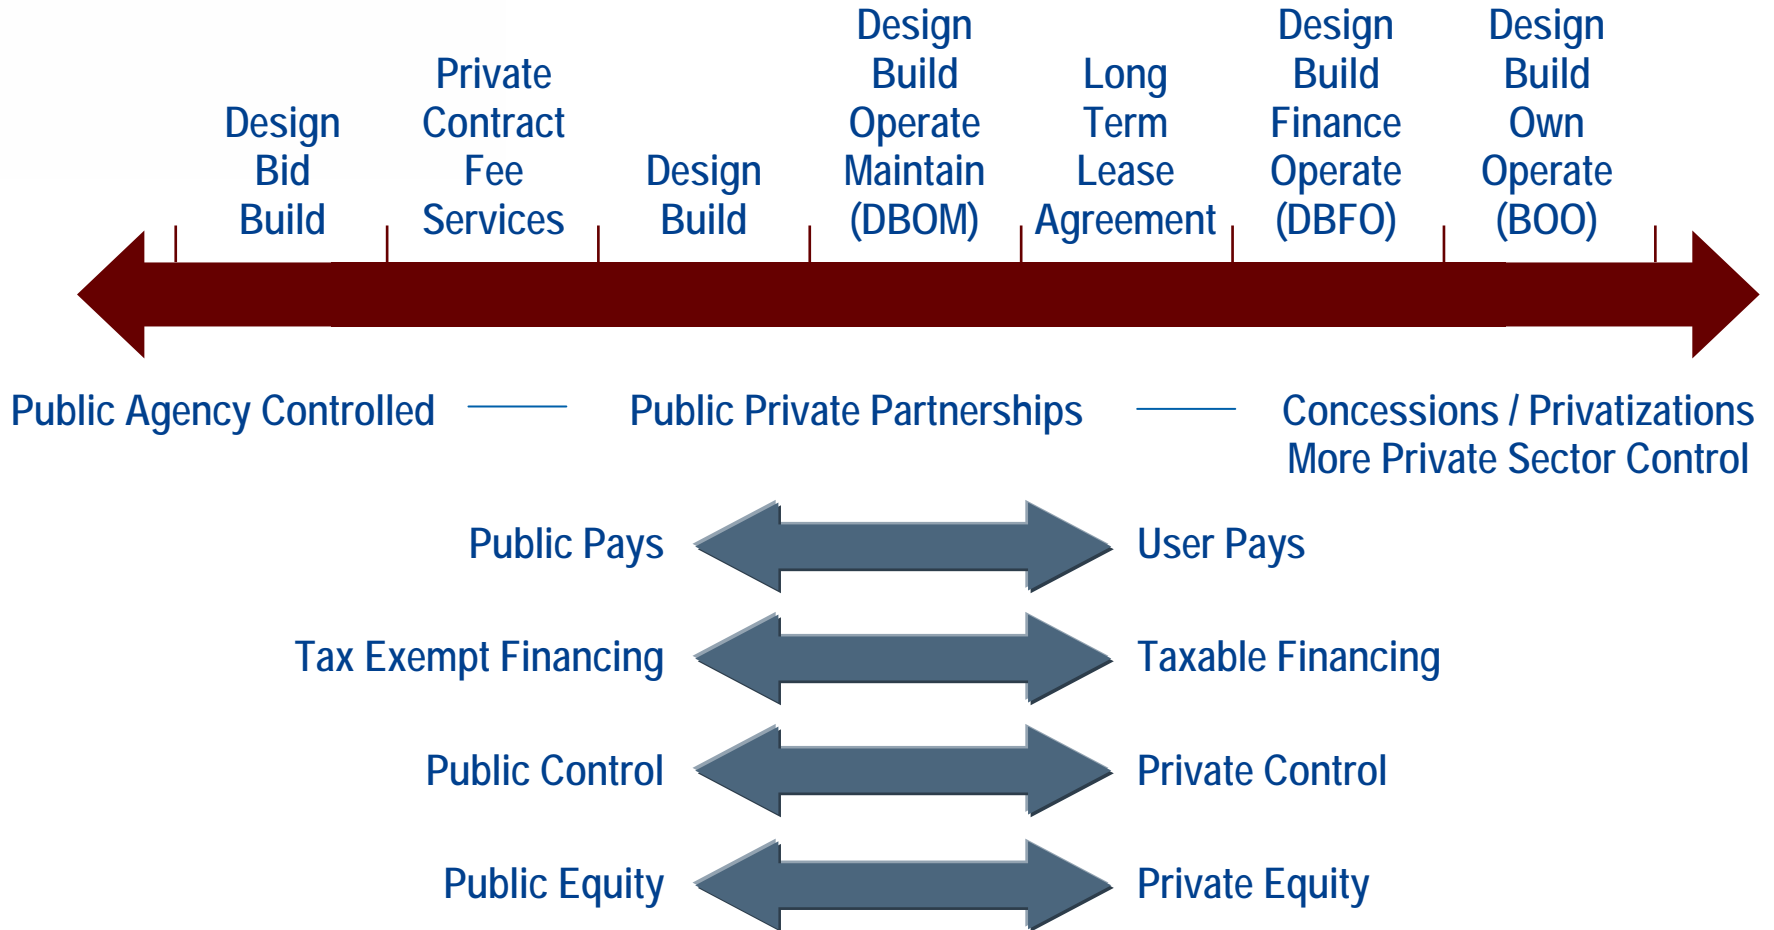 Design
Bid
Build
Private
Contract
Fee
Services
Design
Build
Design
Build
Operate
Maintain
(DBOM)
Long
Term
Lease
Agreement
Design
Build
Finance
Operate
(DBFO)
Design
Build
Own
Operate
(BOO)
Public Agency Controlled
Public Private Partnerships
Concessions / Privatizations
More Private Sector Control
Public Pays
User Pays
Tax Exempt Financing
Taxable Financing
Public Control
Private Control
Public Equity
Private Equity